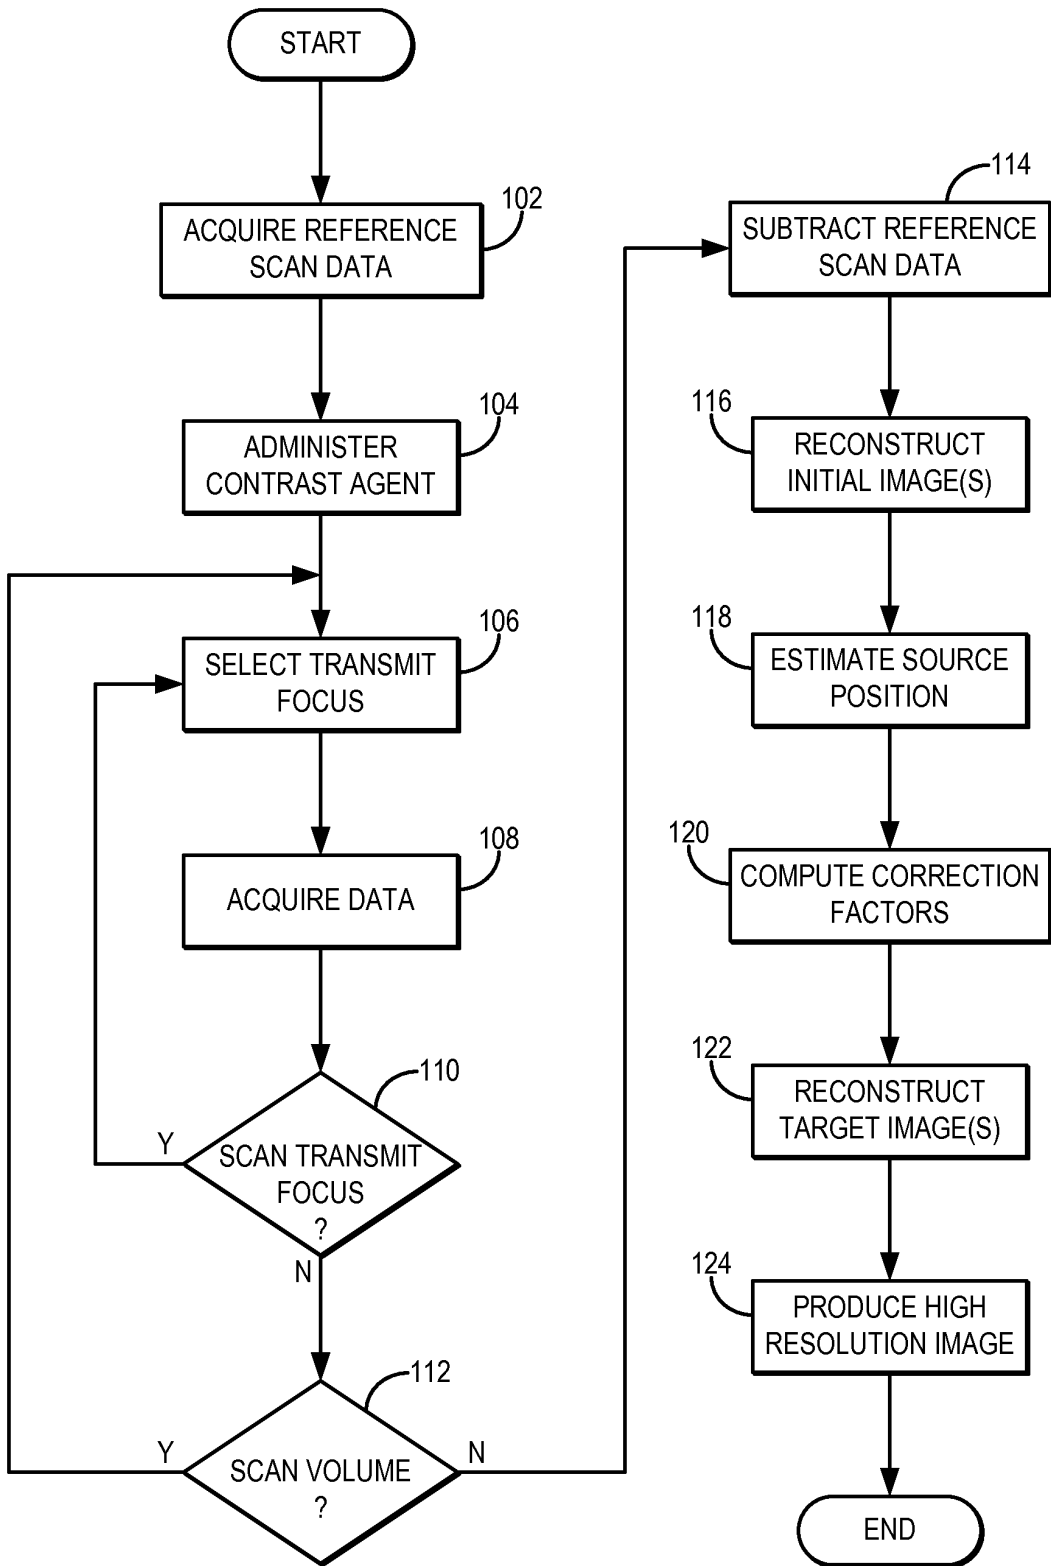 START
102
ACQUIRE REFERENCE
SCAN DATA
104
ADMINISTER
CONTRAST AGENT
106
SELECT TRANSMIT
FOCUS
108
ACQUIRE DATA
110
Y
SCAN TRANSMIT
FOCUS
?
N
112
Y
N
SCAN VOLUME
?
114
SUBTRACT REFERENCE
SCAN DATA
116
RECONSTRUCT
INITIAL IMAGE(S)
118
ESTIMATE SOURCE
POSITION
120
COMPUTE CORRECTION
FACTORS
122
RECONSTRUCT
TARGET IMAGE(S)
124
PRODUCE HIGH
RESOLUTION IMAGE
END